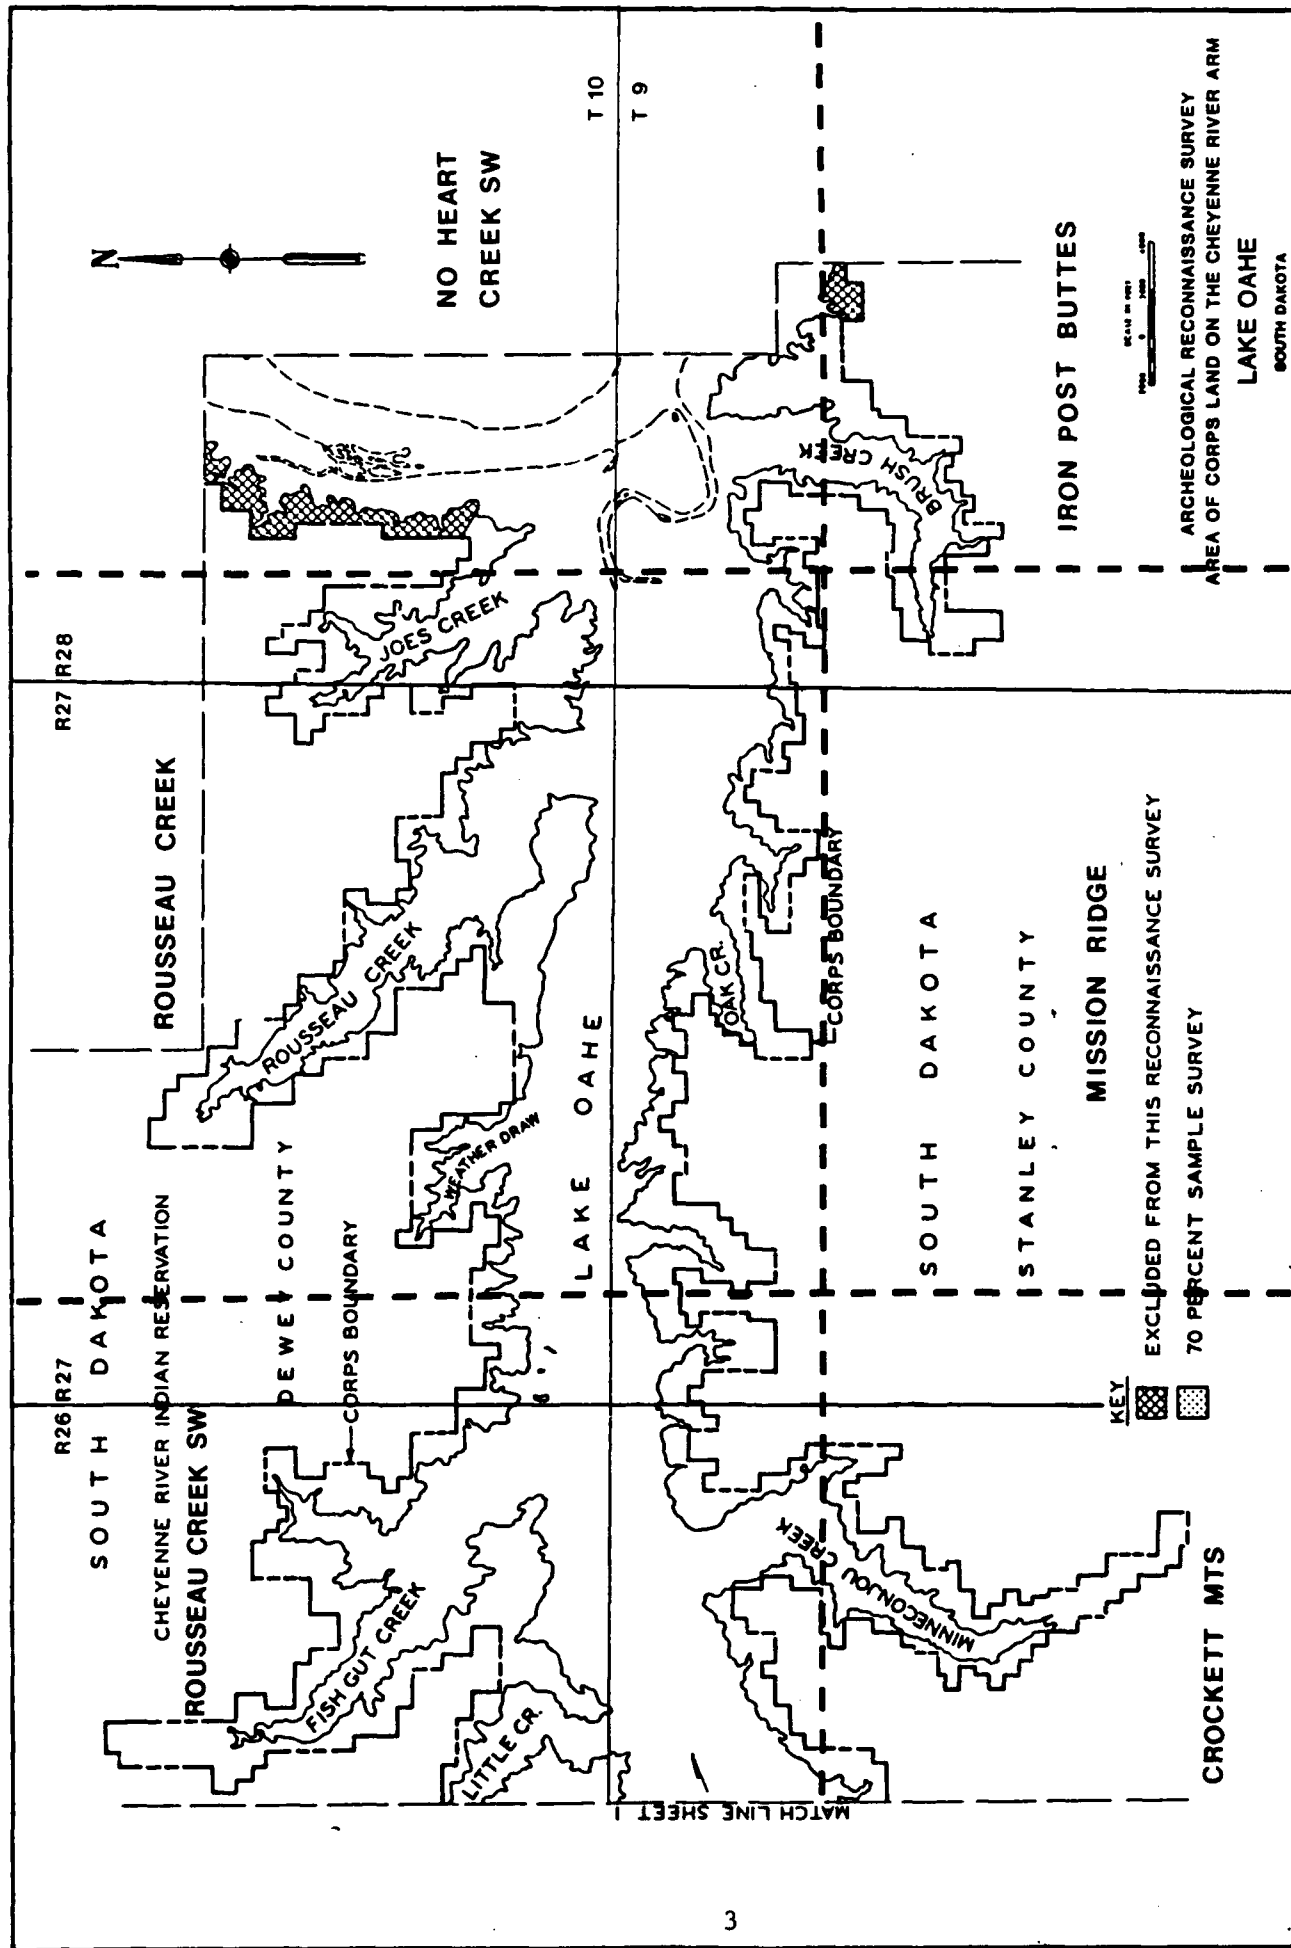 R26 R27
R27 R28
SOUTH DAKOTA
CHEYENNE RIVER INDIAN RESERVATION
ROUSSEAU CREEK SW
ROUSSEAU CREEK
N
NO HEART
CREEK SW
DEWEY COUNTY
CORPS BOUNDARY
FISH GUT CREEK
LITTLE CR.
ROUSSEAU CREEK
WEATHER DRAW
JOES CREEK
LAKE OAHE
T 10
T 9
MATCH LINE SHEET 1
MINNECONJOU CREEK
OAK CR.
CORPS BOUNDARY
BRUSH CREEK
SOUTH DAKOTA
STANLEY COUNTY
CROCKETT MTS
MISSION RIDGE
IRON POST BUTTES
KEY
EXCLUDED FROM THIS RECONNAISSANCE SURVEY
70 PERCENT SAMPLE SURVEY
SCALE IN FEET
0
ARCHEOLOGICAL RECONNAISSANCE SURVEY
AREA OF CORPS LAND ON THE CHEYENNE RIVER ARM
LAKE OAHE
SOUTH DAKOTA
3